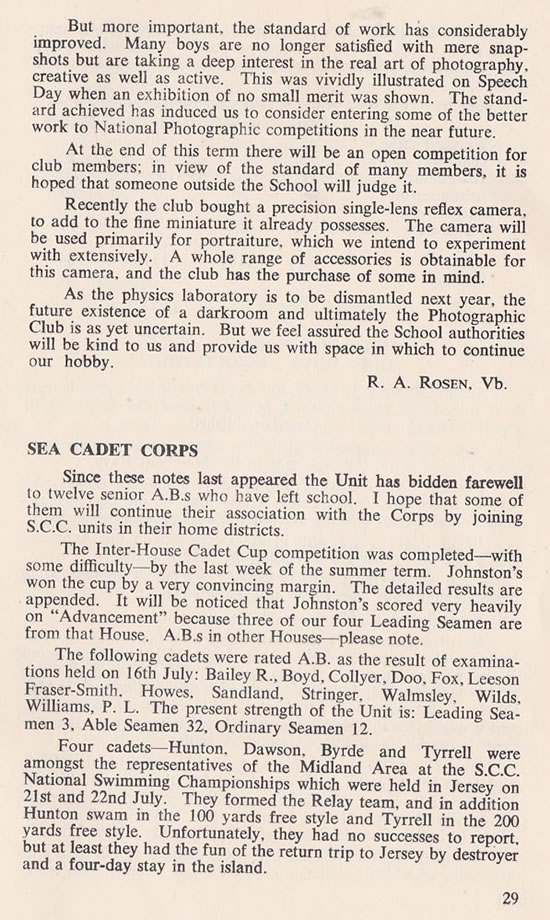 But more important, the standard of work has considerably
improved. Many boys are no longer satisfied with mere snap-
shots but are taking a deep interest in the real art of photography,
creative as well as active. This was vividly illustrated on Speech
Day when an exhibition of no small merit was shown. The stand-
ard achieved has induced us to consider entering some of the better
work to National Photographic competitions in the near future.
At the end of this term there will be an open competition for
club members; in view of the standard of many members, it is
hoped that someone outside the School will judge it.
Recently the club bought a precision single-lens reflex camera,
to add to the fine miniature it already possesses. The camera will
be used primarily for portraiture, which we intend to experiment
with extensively. A whole range of accessories is obtainable for
this camera, and the club has the purchase of some in mind.
As the physics laboratory is to be dismantled next year, the
future existence of a darkroom and ultimately the Photographic
Club is as yet uncertain. But we feel assured the School authorities
will be kind to us and provide us with space in which to continue
our hobby.
R. A. ROSEN, Vb.
SEA CADET CORPS
Since these notes last appeared the Unit has bidden farewell
to twelve senior A.B.s who have left school. I hope that some of
them will continue their association with the Corps by joining
S.C.C. units in their home districts.
The Inter-House Cadet Cup competition was completed—with
some difficulty—by the last week of the summer term. Johnston's
won the cup by a very convincing margin. The detailed results are
appended. It will be noticed that Johnston's scored very heavily
on "Advancement" because three of our four Leading Seamen are
from that House. A.B.s in other Houses—please note.
The following cadets were rated A.B. as the result of examina-
tions held on 16th July: Bailey R., Boyd, Collyer, Doo, Fox, Leeson
Fraser-Smith, Howes, Sandland, Stringer, Walmsley, Wilds,
Williams, P. L. The present strength of the Unit is: Leading Sea-
men 3, Able Seamen 32, Ordinary Seamen 12.
Four cadets—Hunton, Dawson, Byrde and Tyrrell were
amongst the representatives of the Midland Area at the S.C.C.
National Swimming Championships which were held in Jersey on
21st and 22nd July. They formed the Relay team, and in addition
Hunton swam in the 100 yards free style and Tyrrell in the 200
yards free style. Unfortunately, they had no successes to report,
but at least they had the fun of the return trip to Jersey by destroyer
and a four-day stay in the island.
29